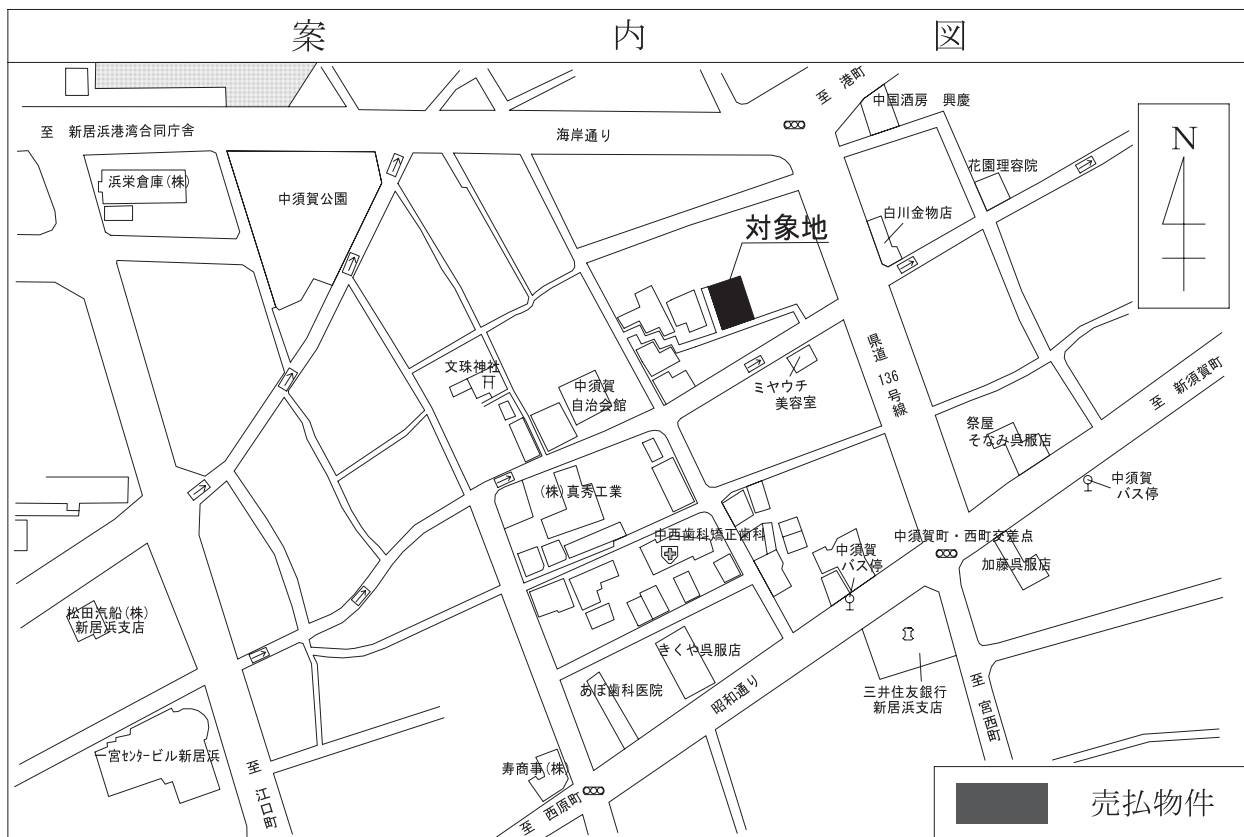 案内図
至 港町
中国酒房 興慶
至 新居浜港湾合同庁舎
海岸通り
N
花園理容院
浜栄倉庫(株)
中須賀公園
白川金物店
対象地
県道136号線
文珠神社
中須賀
自治会館
ミヤウチ
美容室
至 新須賀町
祭屋
そなみ呉服店
(株)真秀工業
中須賀
バス停
中西歯科矯正歯科
中須賀町・西町交差点
中須賀
バス停
加藤呉服店
松田汽船(株)
新居浜支店
きくや呉服店
あぼ歯科医院
昭和通り
三井住友銀行
新居浜支店
至 宮西町
一宮センタービル新居浜
至 江口町
寿商事(株)
至 西原町
売払物件